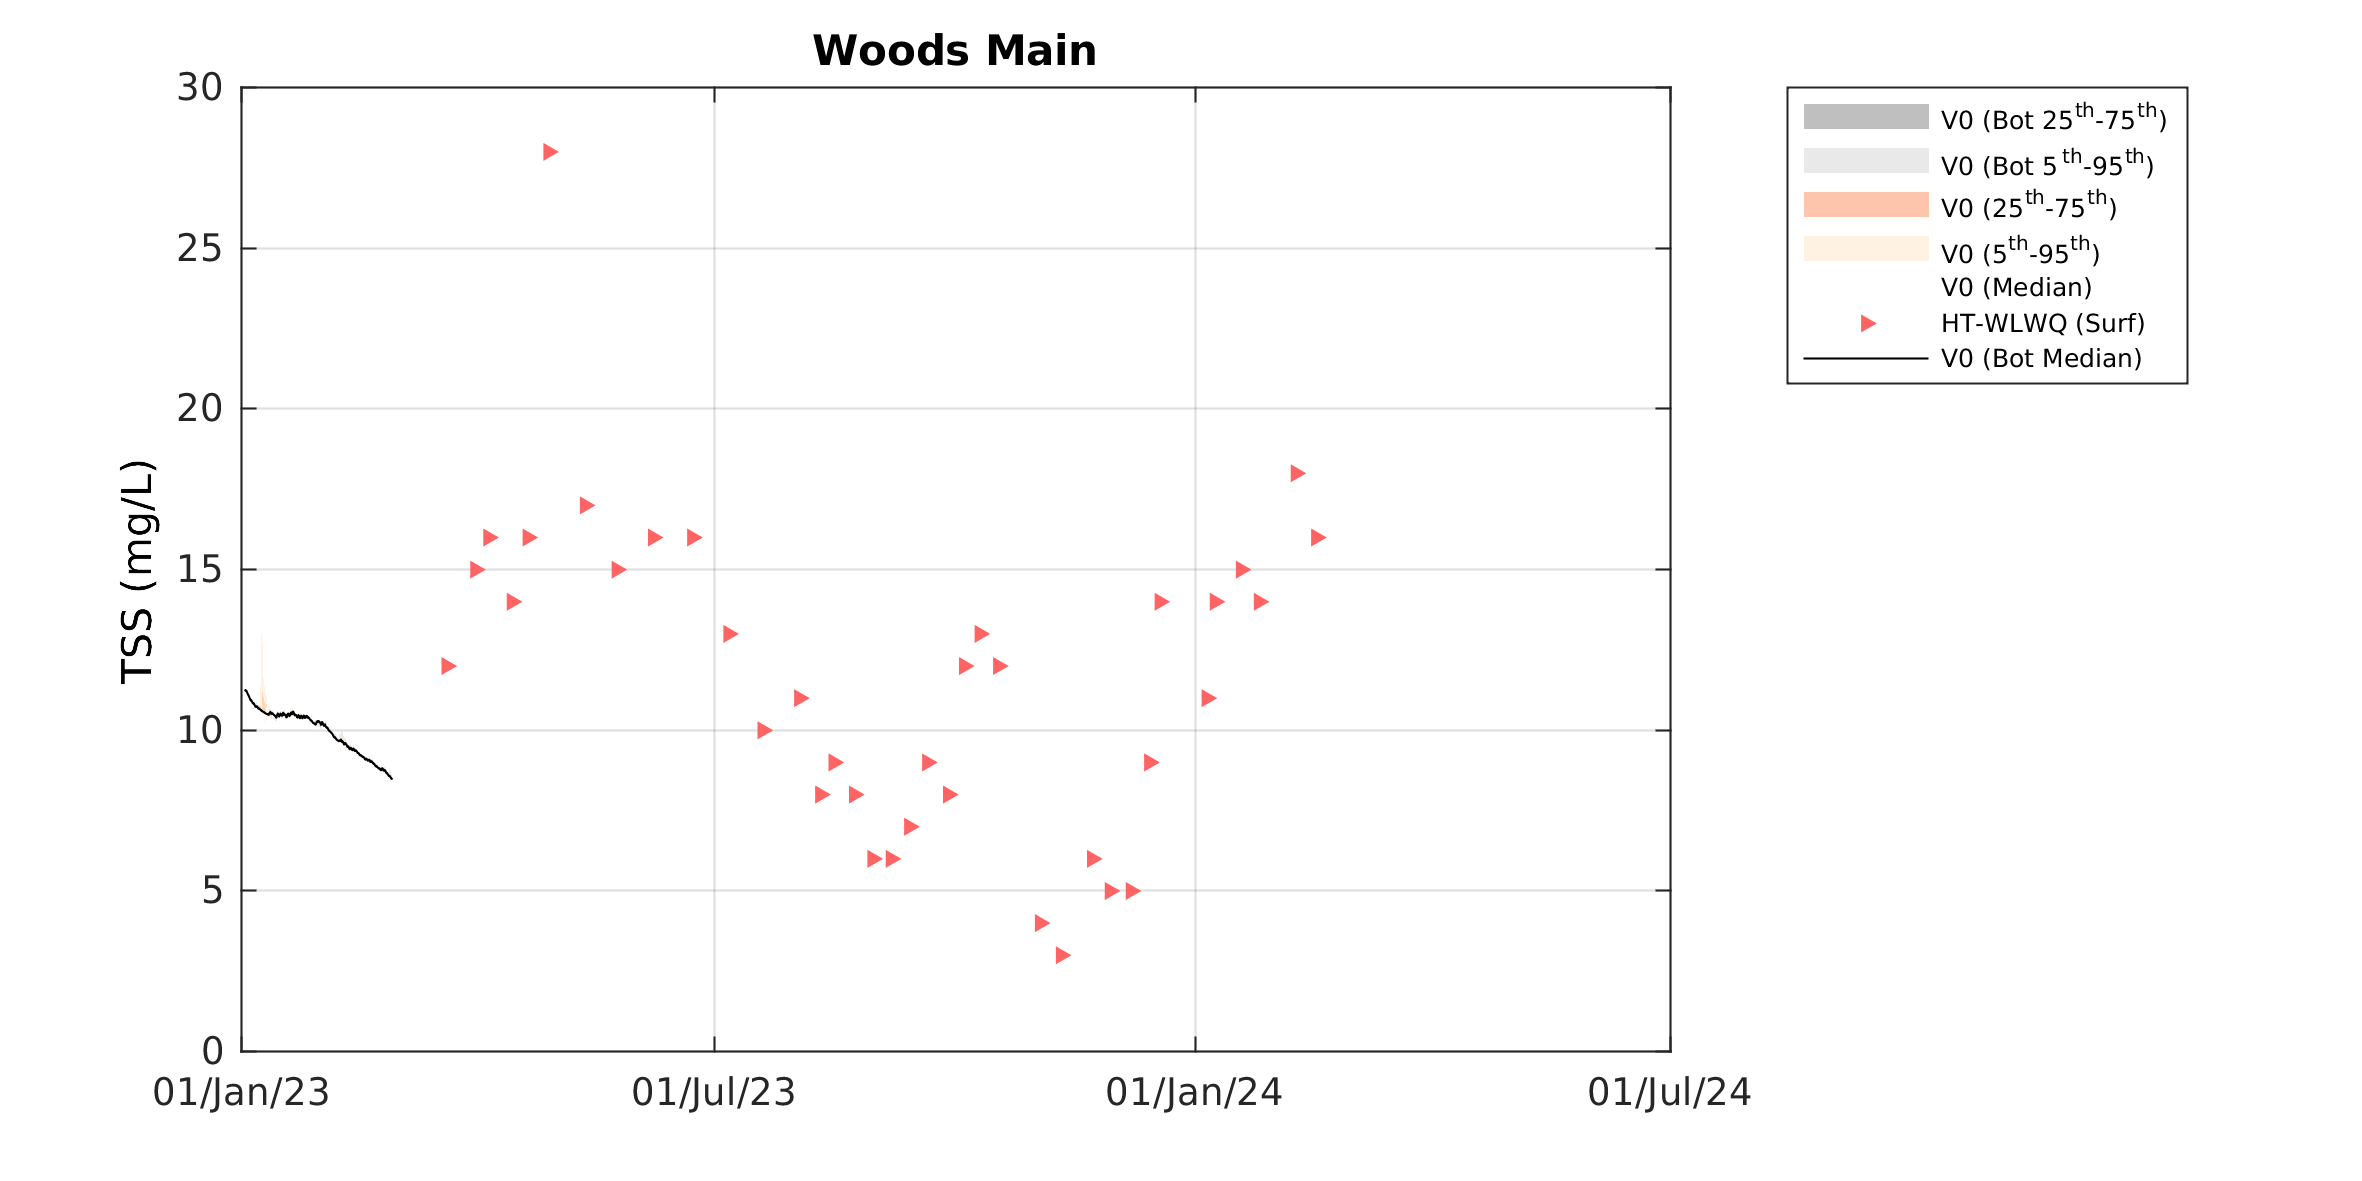 Woods Main
TSS (mg/L)
30
25
20
15
10
5
0
01/Jan/23
01/Jul/23
01/Jan/24
01/Jul/24
V0 (Bot 25th-75th)
V0 (Bot 5th-95th)
V0 (25th-75th)
V0 (5th-95th)
V0 (Median)
HT-WLWQ (Surf)
V0 (Bot Median)